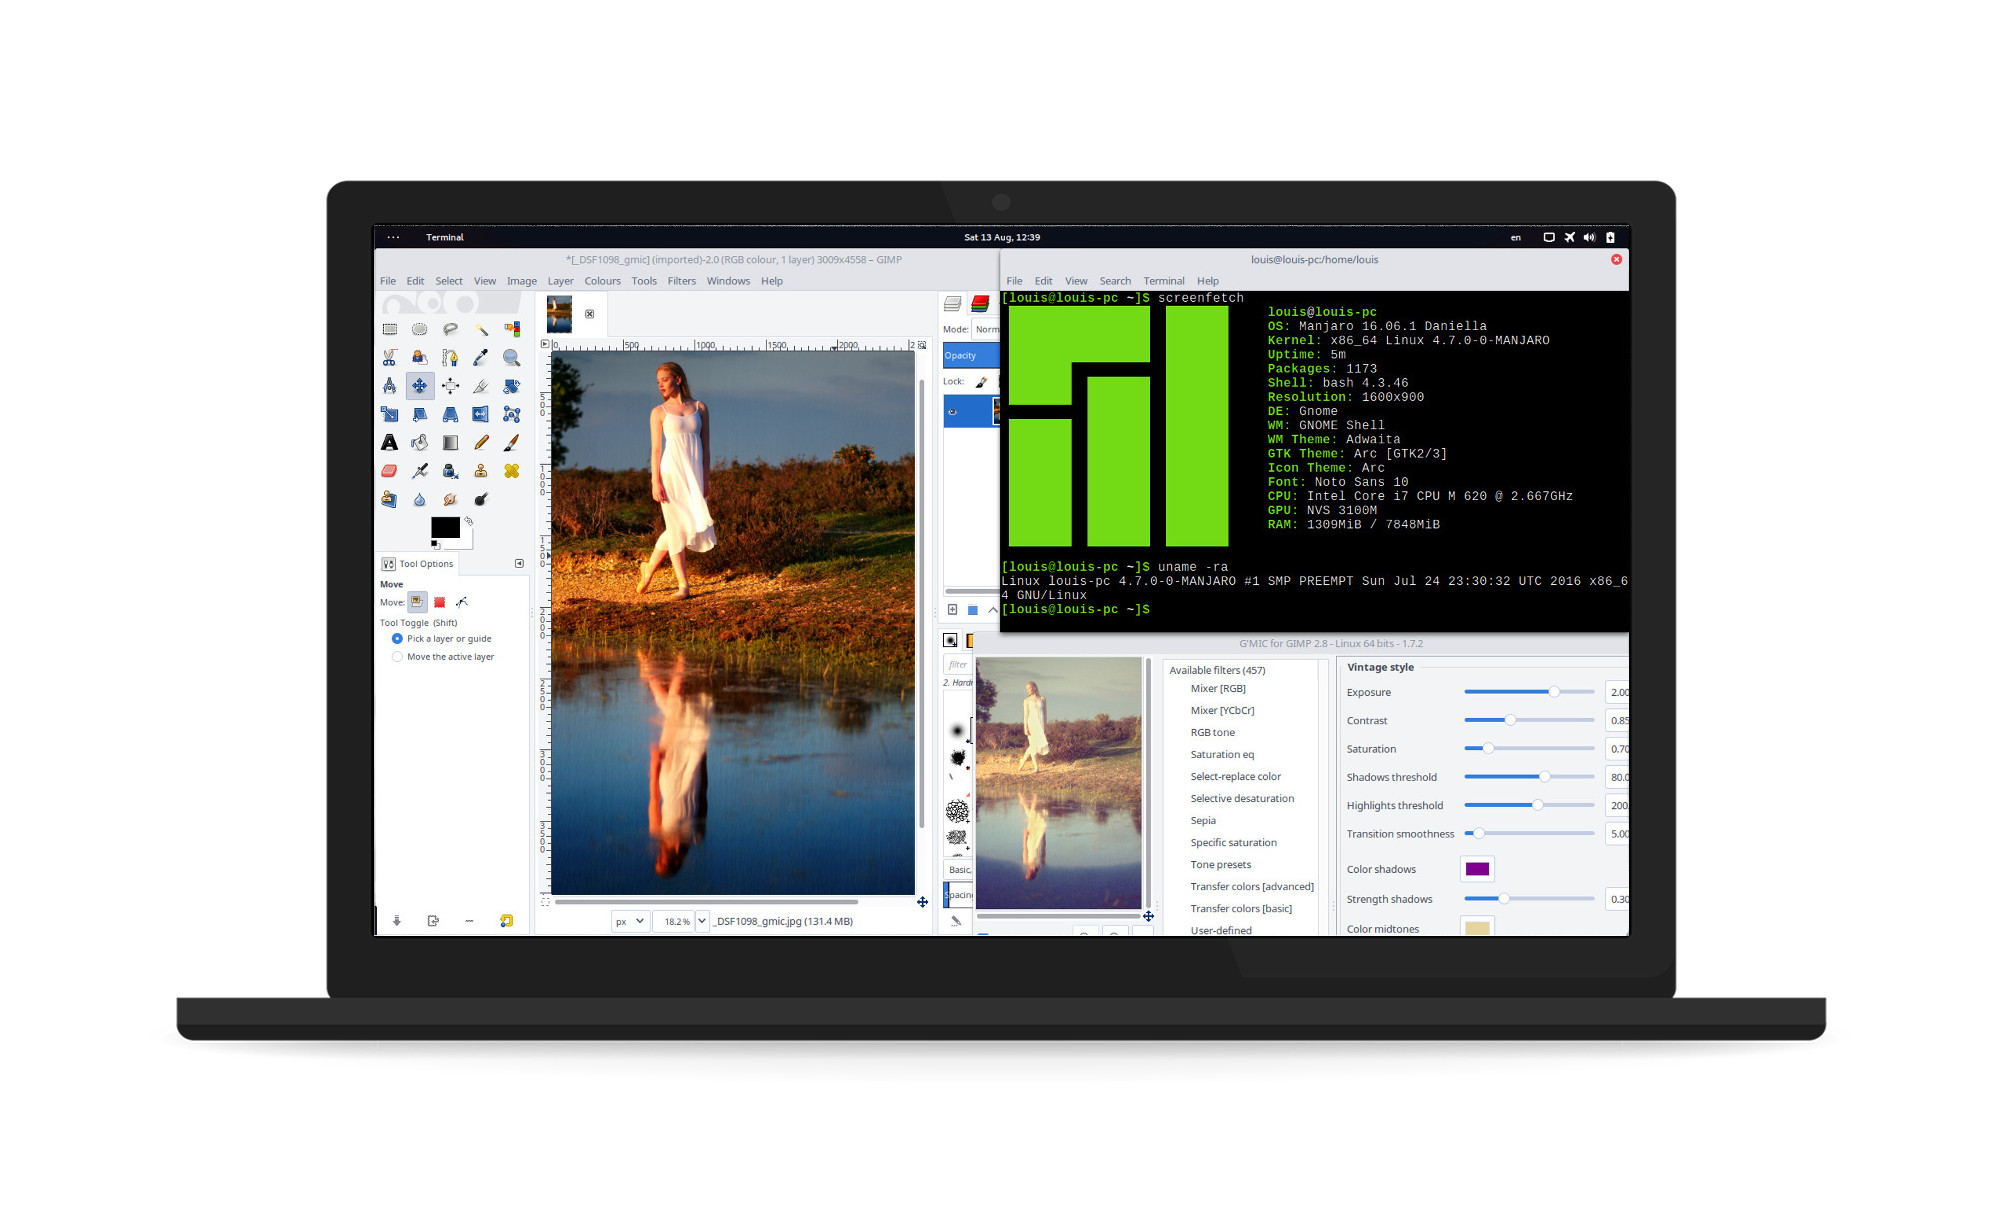 Terminal
Sat 13 Aug, 12:39
en
*[_DSF1098_gmic] (imported)-2.0 (RGB colour, 1 layer) 3009x4558 – GIMP
File Edit Select View Image Layer Colours Tools Filters Windows Help
Mode: Norm
Opacity
Lock:
0 500 1000 1500 2000 2
500
1000
1500
2000
2500
3000
3500
Tool Options
Move
Move:
Tool Toggle (Shift)
Pick a layer or guide
Move the active layer
filter
2. Hard
Basic,
Spacin
px 18.2% _DSF1098_gmic.jpg (131.4 MB)
louis@louis-pc:/home/louis
File Edit View Search Terminal Help
[louis@louis-pc ~]$ screenfetch
louis@louis-pc
OS: Manjaro 16.06.1 Daniella
Kernel: x86_64 Linux 4.7.0-0-MANJARO
Uptime: 5m
Packages: 1173
Shell: bash 4.3.46
Resolution: 1600x900
DE: Gnome
WM: GNOME Shell
WM Theme: Adwaita
GTK Theme: Arc [GTK2/3]
Icon Theme: Arc
Font: Noto Sans 10
CPU: Intel Core i7 CPU M 620 @ 2.667GHz
GPU: NVS 3100M
RAM: 1309MiB / 7848MiB
[louis@louis-pc ~]$ uname -ra
Linux louis-pc 4.7.0-0-MANJARO #1 SMP PREEMPT Sun Jul 24 23:30:32 UTC 2016 x86_6
4 GNU/Linux
[louis@louis-pc ~]$
G'MIC for GIMP 2.8 - Linux 64 bits - 1.7.2
Available filters (457)
Mixer [RGB]
Mixer [YCbCr]
RGB tone
Saturation eq
Select-replace color
Selective desaturation
Sepia
Specific saturation
Tone presets
Transfer colors [advanced]
Transfer colors [basic]
User-defined
Vintage style
Exposure 2.00
Contrast 0.85
Saturation 0.70
Shadows threshold 80.0
Highlights threshold 200
Transition smoothness 5.00
Color shadows
Strength shadows 0.30
Color midtones